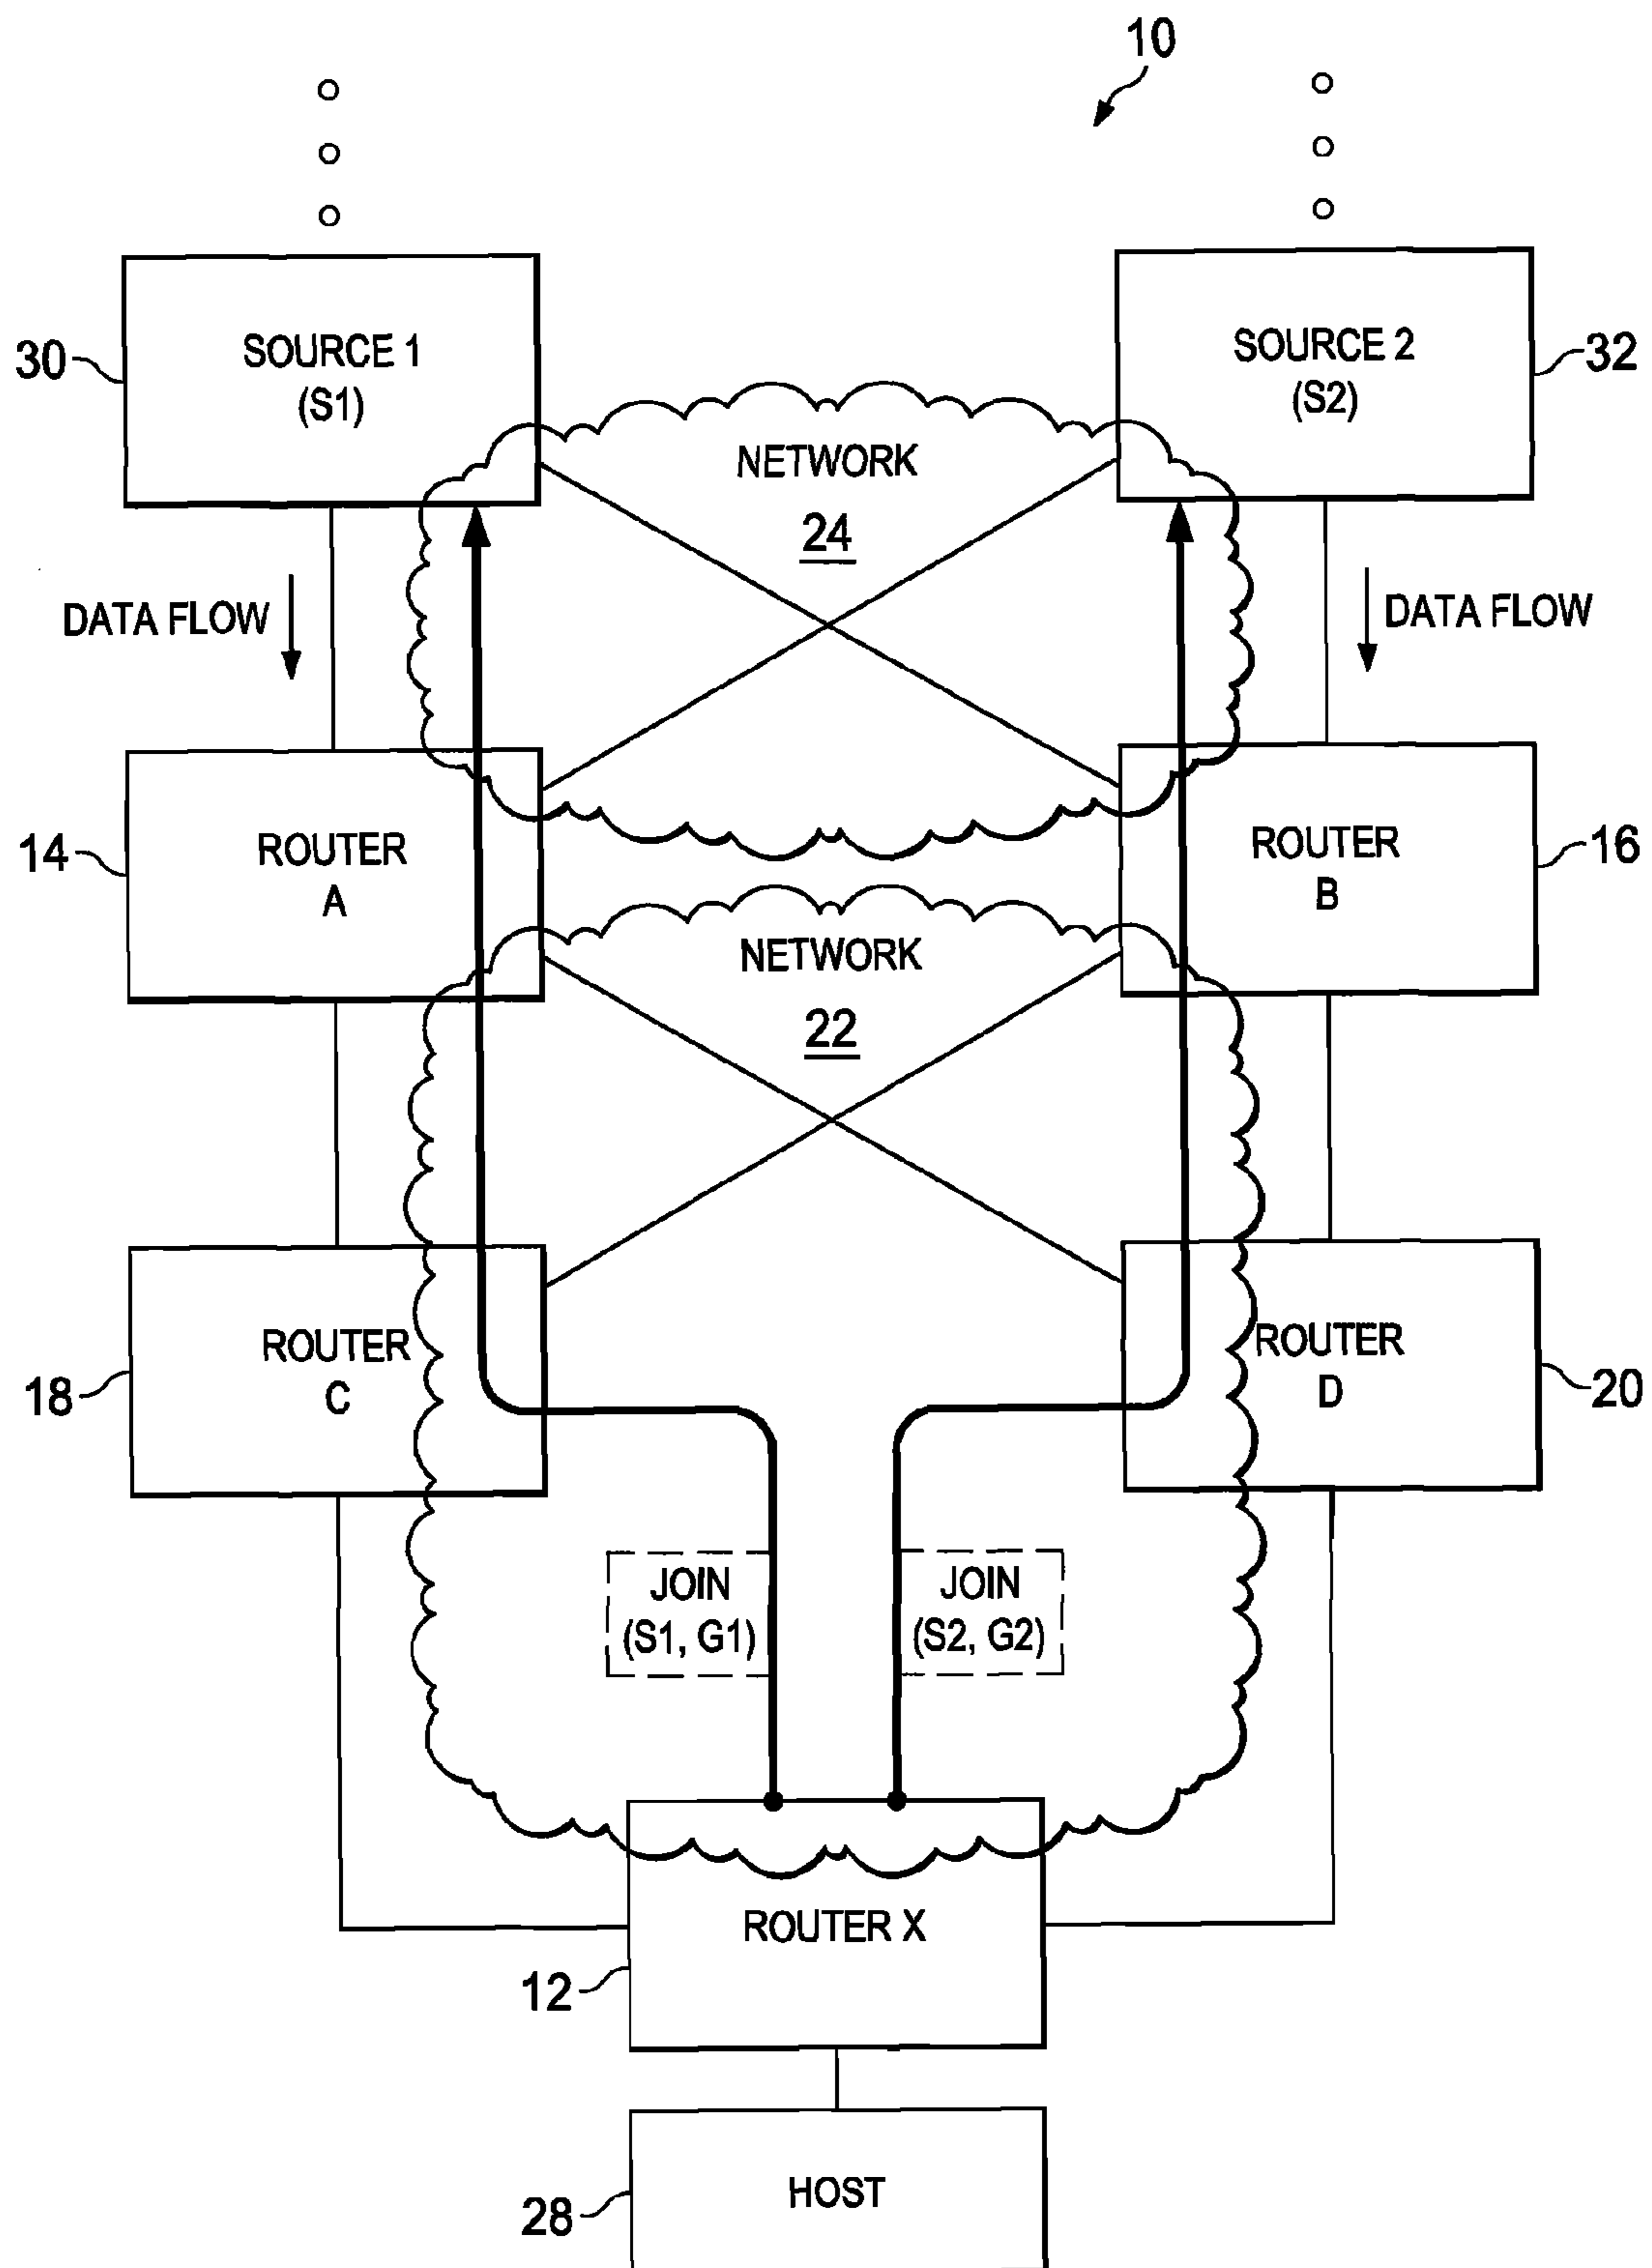 10
30
SOURCE 1
(S1)
SOURCE 2
(S2)
32
NETWORK
24
DATA FLOW
DATA FLOW
14
ROUTER
A
ROUTER
B
16
NETWORK
22
18
ROUTER
C
ROUTER
D
20
JOIN
(S1, G1)
JOIN
(S2, G2)
ROUTER X
12
HOST
28